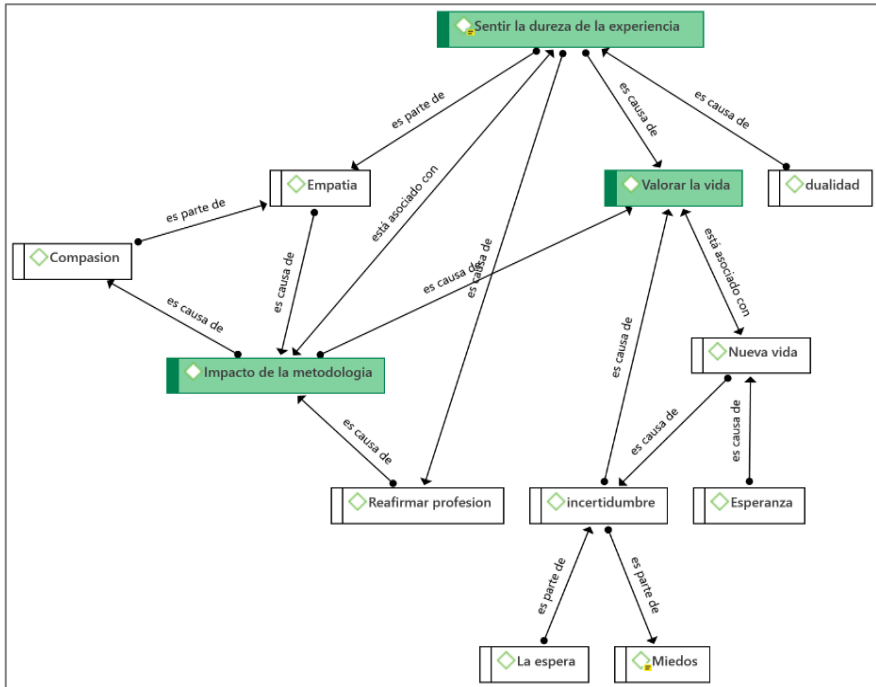 Sentir la dureza de la experiencia
es parte de
es causa de
es causa de
Empatia
está asociado con
Valorar la vida
dualidad
es parte de
Compasion
es causa de
es causa de
es causa de
está asociado con
es causa de
es causa de
Nueva vida
Impacto de la metodologia
es causa de
es causa de
es causa de
Reafirmar profesion
incertidumbre
Esperanza
es parte de
es parte de
La espera
Miedos